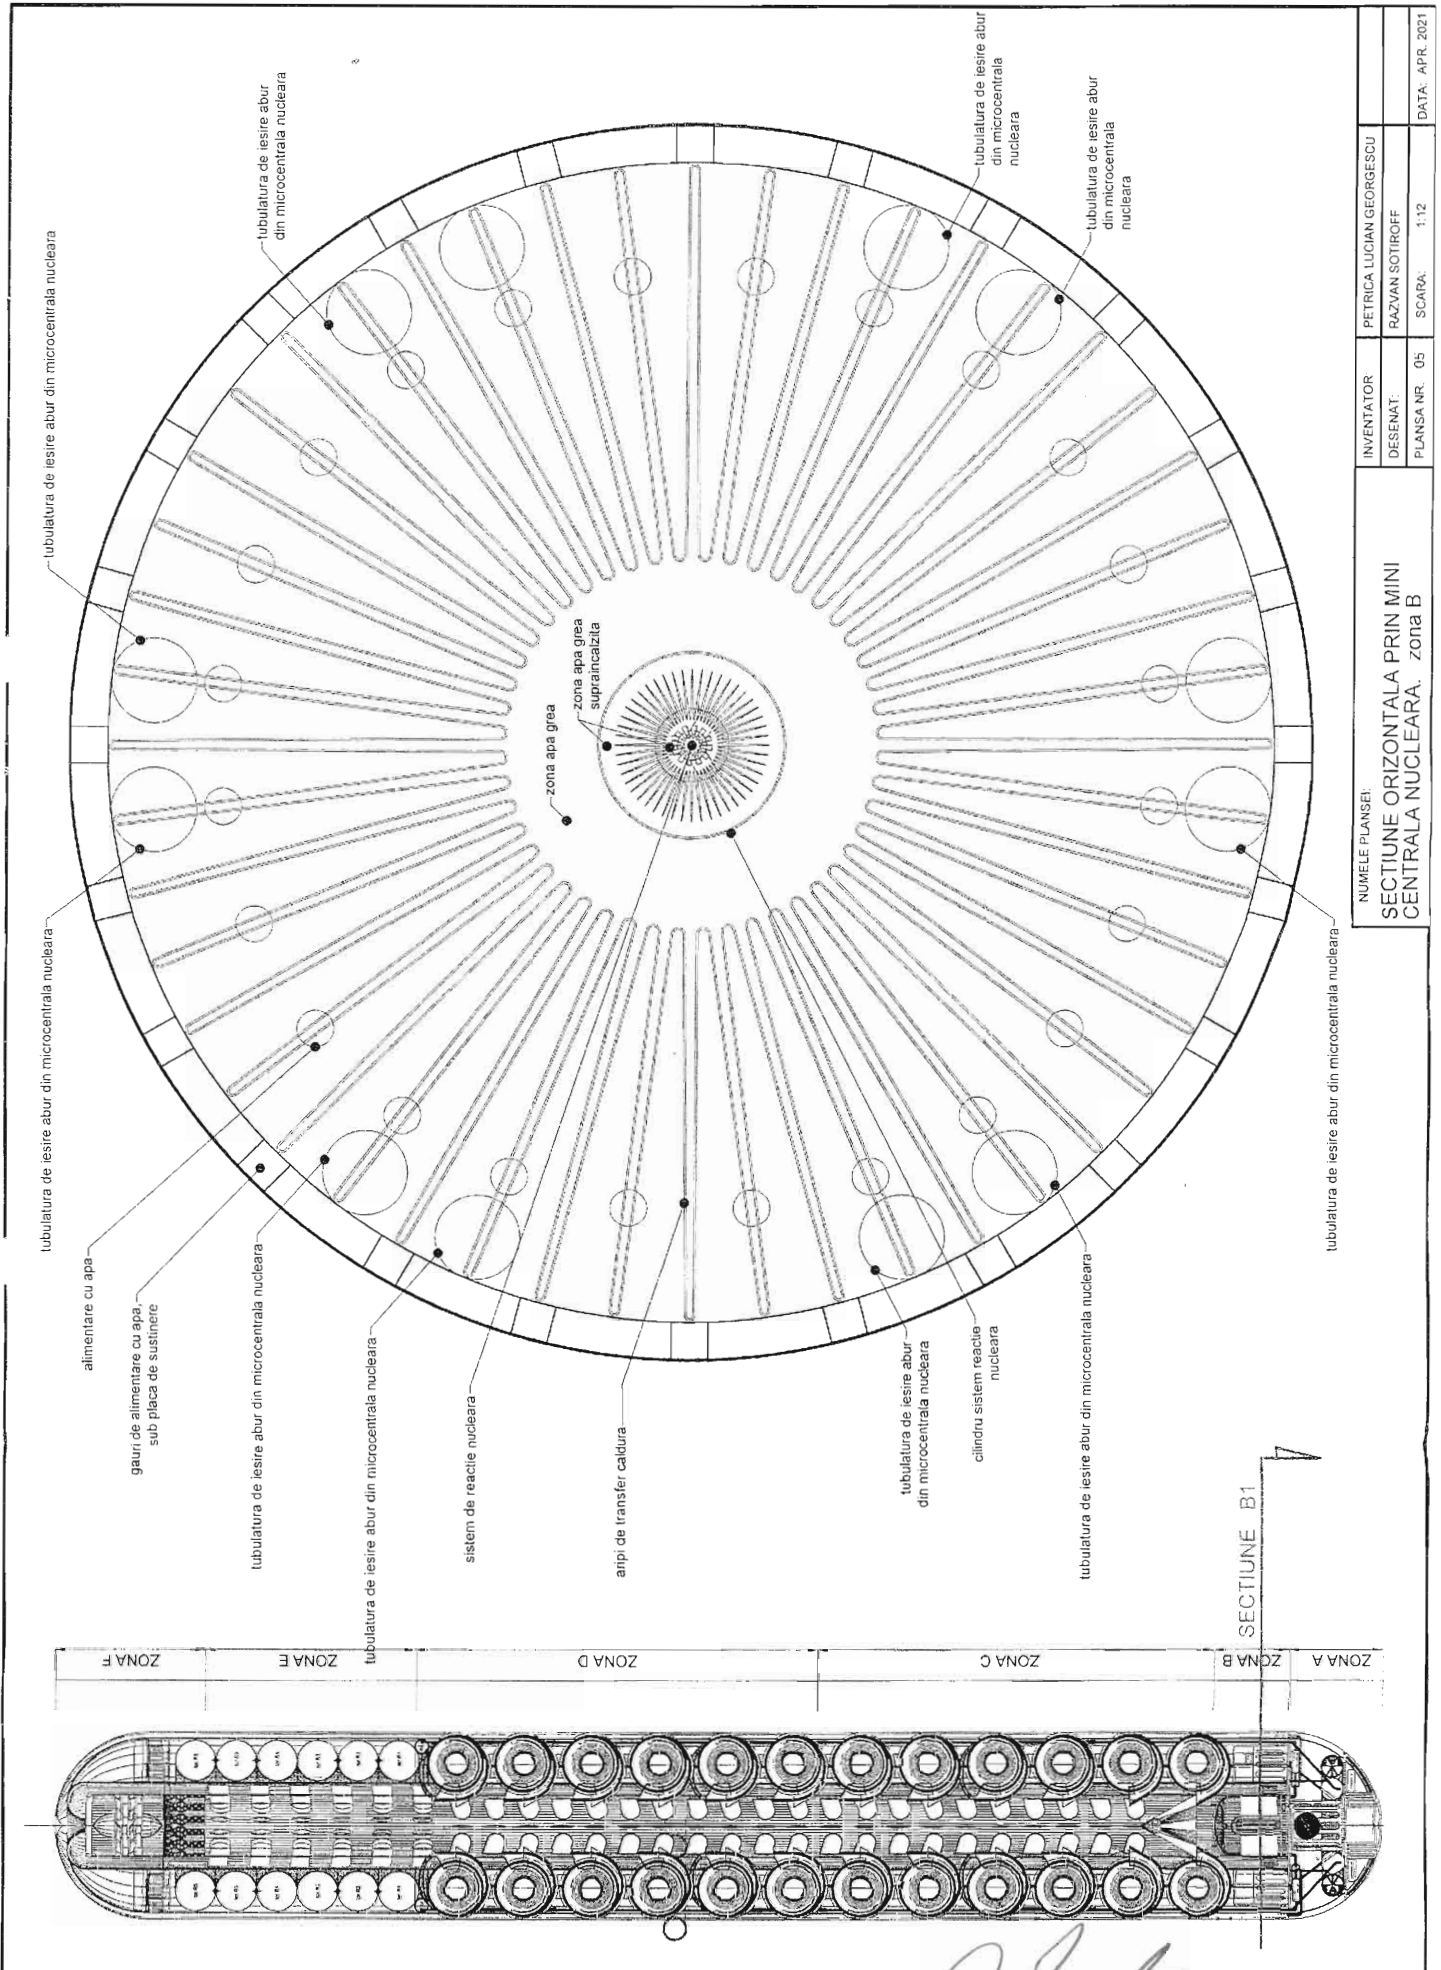 tubulatura de iesire abur din microcentrala nucleara
tubulatura de iesire abur din microcentrala nucleara
alimentare cu apa
gauri de alimentare cu apa,
sub placa de sustinere
tubulatura de iesire abur din microcentrala nucleara
tubulatura de iesire abur din microcentrala nucleara
sistem de reactie nucleara
aripi de transfer caldura
tubulatura de iesire abur
din microcentrala nucleara
cilindru sistem reactie
nucleara
tubulatura de iesire abur din microcentrala nucleara
tubulatura de iesire abur din microcentrala nucleara
tubulatura de iesire abur
din microcentrala nucleara
tubulatura de iesire abur
din microcentrala
nucleara
tubulatura de iesire abur
din microcentrala
nucleara
zona apa grea
zona apa grea
supraincalzita
SECTIUNE B1
ZONA F
ZONA E
ZONA D
ZONA C
ZONA B
ZONA A
NUMELE PLANSEI:
SECTIUNE ORIZONTALA PRIN MINI
CENTRALA NUCLEARA. zona B
INVENTATOR
PETRICA LUCIAN GEORGESCU
DESENAT:
RAZVAN SOTIROFF
PLANSA NR. 05
SCARA: 1:12
DATA: APR. 2021